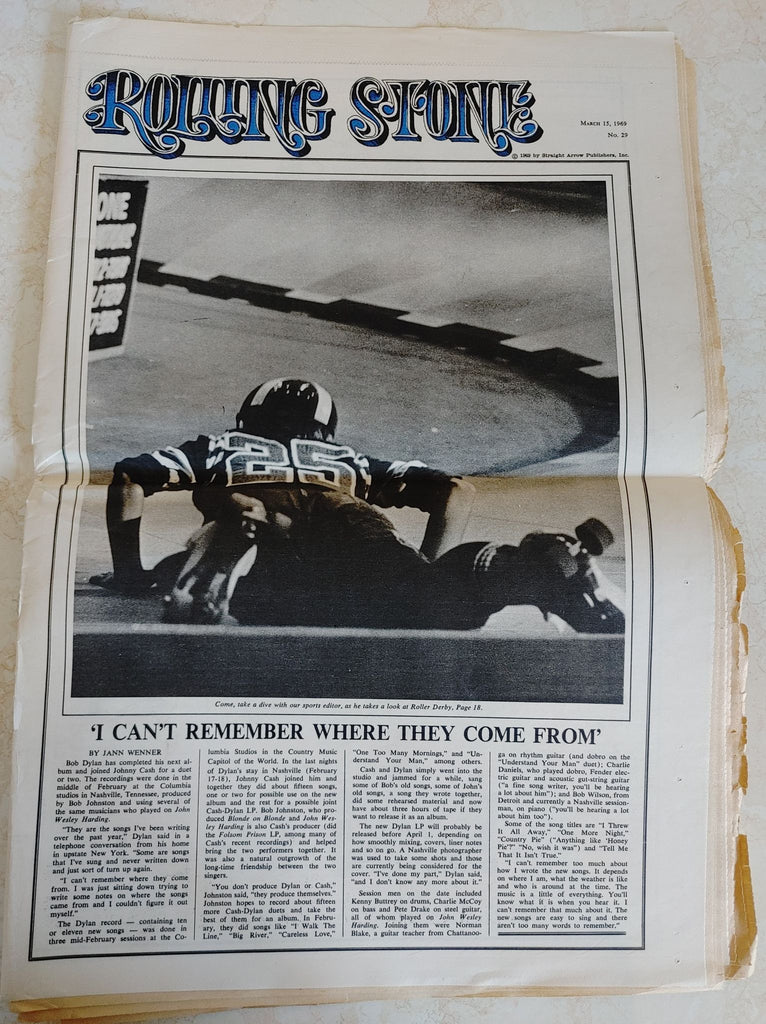 ROLLING STONE
MARCH 15, 1969
No. 29
© 1969 by Straight Arrow Publishers, Inc.
ONE
25
Come, take a dive with our sports editor, as he takes a look at Roller Derby, Page 18.
'I CAN'T REMEMBER WHERE THEY COME FROM'
BY JANN WENNER
Bob Dylan has completed his next al-
bum and joined Johnny Cash for a duet
or two. The recordings were done in the
middle of February at the Columbia
studios in Nashville, Tennessee, produced
by Bob Johnston and using several of
the same musicians who played on John
Wesley Harding.
"They are the songs I've been writing
over the past year," Dylan said in a
telephone conversation from his home
in upstate New York. "Some are songs
that I've sung and never written down
and just sort of turn up again.
"I can't remember where they come
from. I was just sitting down trying to
write some notes on where the songs
came from and I couldn't figure it out
myself."
The Dylan record — containing ten
or eleven new songs — was done in
three mid-February sessions at the Co-
lumbia Studios in the Country Music
Capitol of the World. In the last nights
of Dylan's stay in Nashville (February
17-18), Johnny Cash joined him and
together they did about fifteen songs,
one or two for possible use on the new
album and the rest for a possible joint
Cash-Dylan LP. Bob Johnston, who pro-
duced Blonde on Blonde and John Wes-
ley Harding is also Cash's producer (did
the Folsom Prison LP, among many of
Cash's recent recordings) and helped
bring the two performers together. It
was also a natural outgrowth of the
long-time friendship between the two
singers.
"You don't produce Dylan or Cash,"
Johnston said, "they produce themselves."
Johnston hopes to record about fifteen
more Cash-Dylan duets and take the
best of them for an album. In Febru-
ary, they did songs like "I Walk The
Line," "Big River," "Careless Love,"
"One Too Many Mornings," and "Un-
derstand Your Man," among others.
Cash and Dylan simply went into the
studio and jammed for a while, sang
some of Bob's old songs, some of John's
old songs, a song they wrote together,
did some rehearsed material and now
have about three hours of tape if they
want to release it as an album.
The new Dylan LP will probably be
released before April 1, depending on
how smoothly mixing, covers, liner notes
and so on go. A Nashville photographer
was used to take some shots and those
are currently being considered for the
cover. "I've done my part," Dylan said,
"and I don't know any more about it."
Session men on the date included
Kenny Buttrey on drums, Charlie McCoy
on bass and Pete Drake on steel guitar,
all of whom played on John Wesley
Harding. Joining them were Norman
Blake, a guitar teacher from Chattanoo-
ga on rhythm guitar (and dobro on the
"Understand Your Man" duet); Charlie
Daniels, who played dobro, Fender elec-
tric guitar and acoustic gut-string guitar
("a fine song writer, you'll be hearing
a lot about him"); and Bob Wilson, from
Detroit and currently a Nashville session-
man, on piano ("you'll be hearing a lot
about him too").
Some of the song titles are "I Threw
It All Away," "One More Night,"
"Country Pie" ("Anything like 'Honey
Pie'?" "No, wish it was") and "Tell Me
That It Isn't True."
"I can't remember too much about
how I wrote the new songs. It depends
on where I am, what the weather is like
and who is around at the time. The
music is a little of everything. You'll
know what it is when you hear it. I
can't remember that much about it. The
new songs are easy to sing and there
aren't too many words to remember."